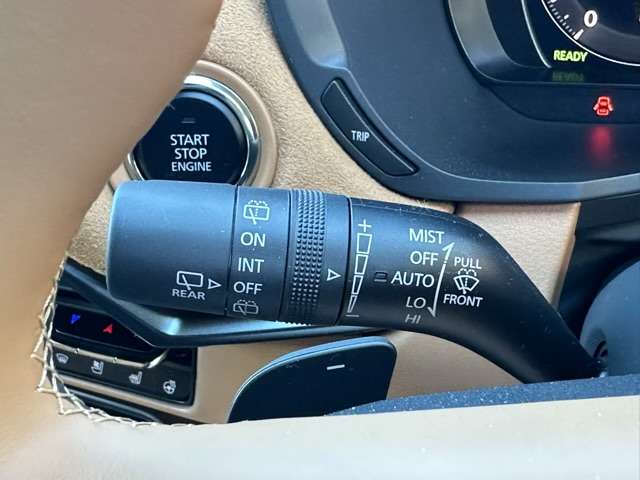 0
READY
TRIP
START
STOP
ENGINE
ON
INT
OFF
REAR
+
−
MIST
OFF
AUTO
LO
HI
PULL
FRONT
−